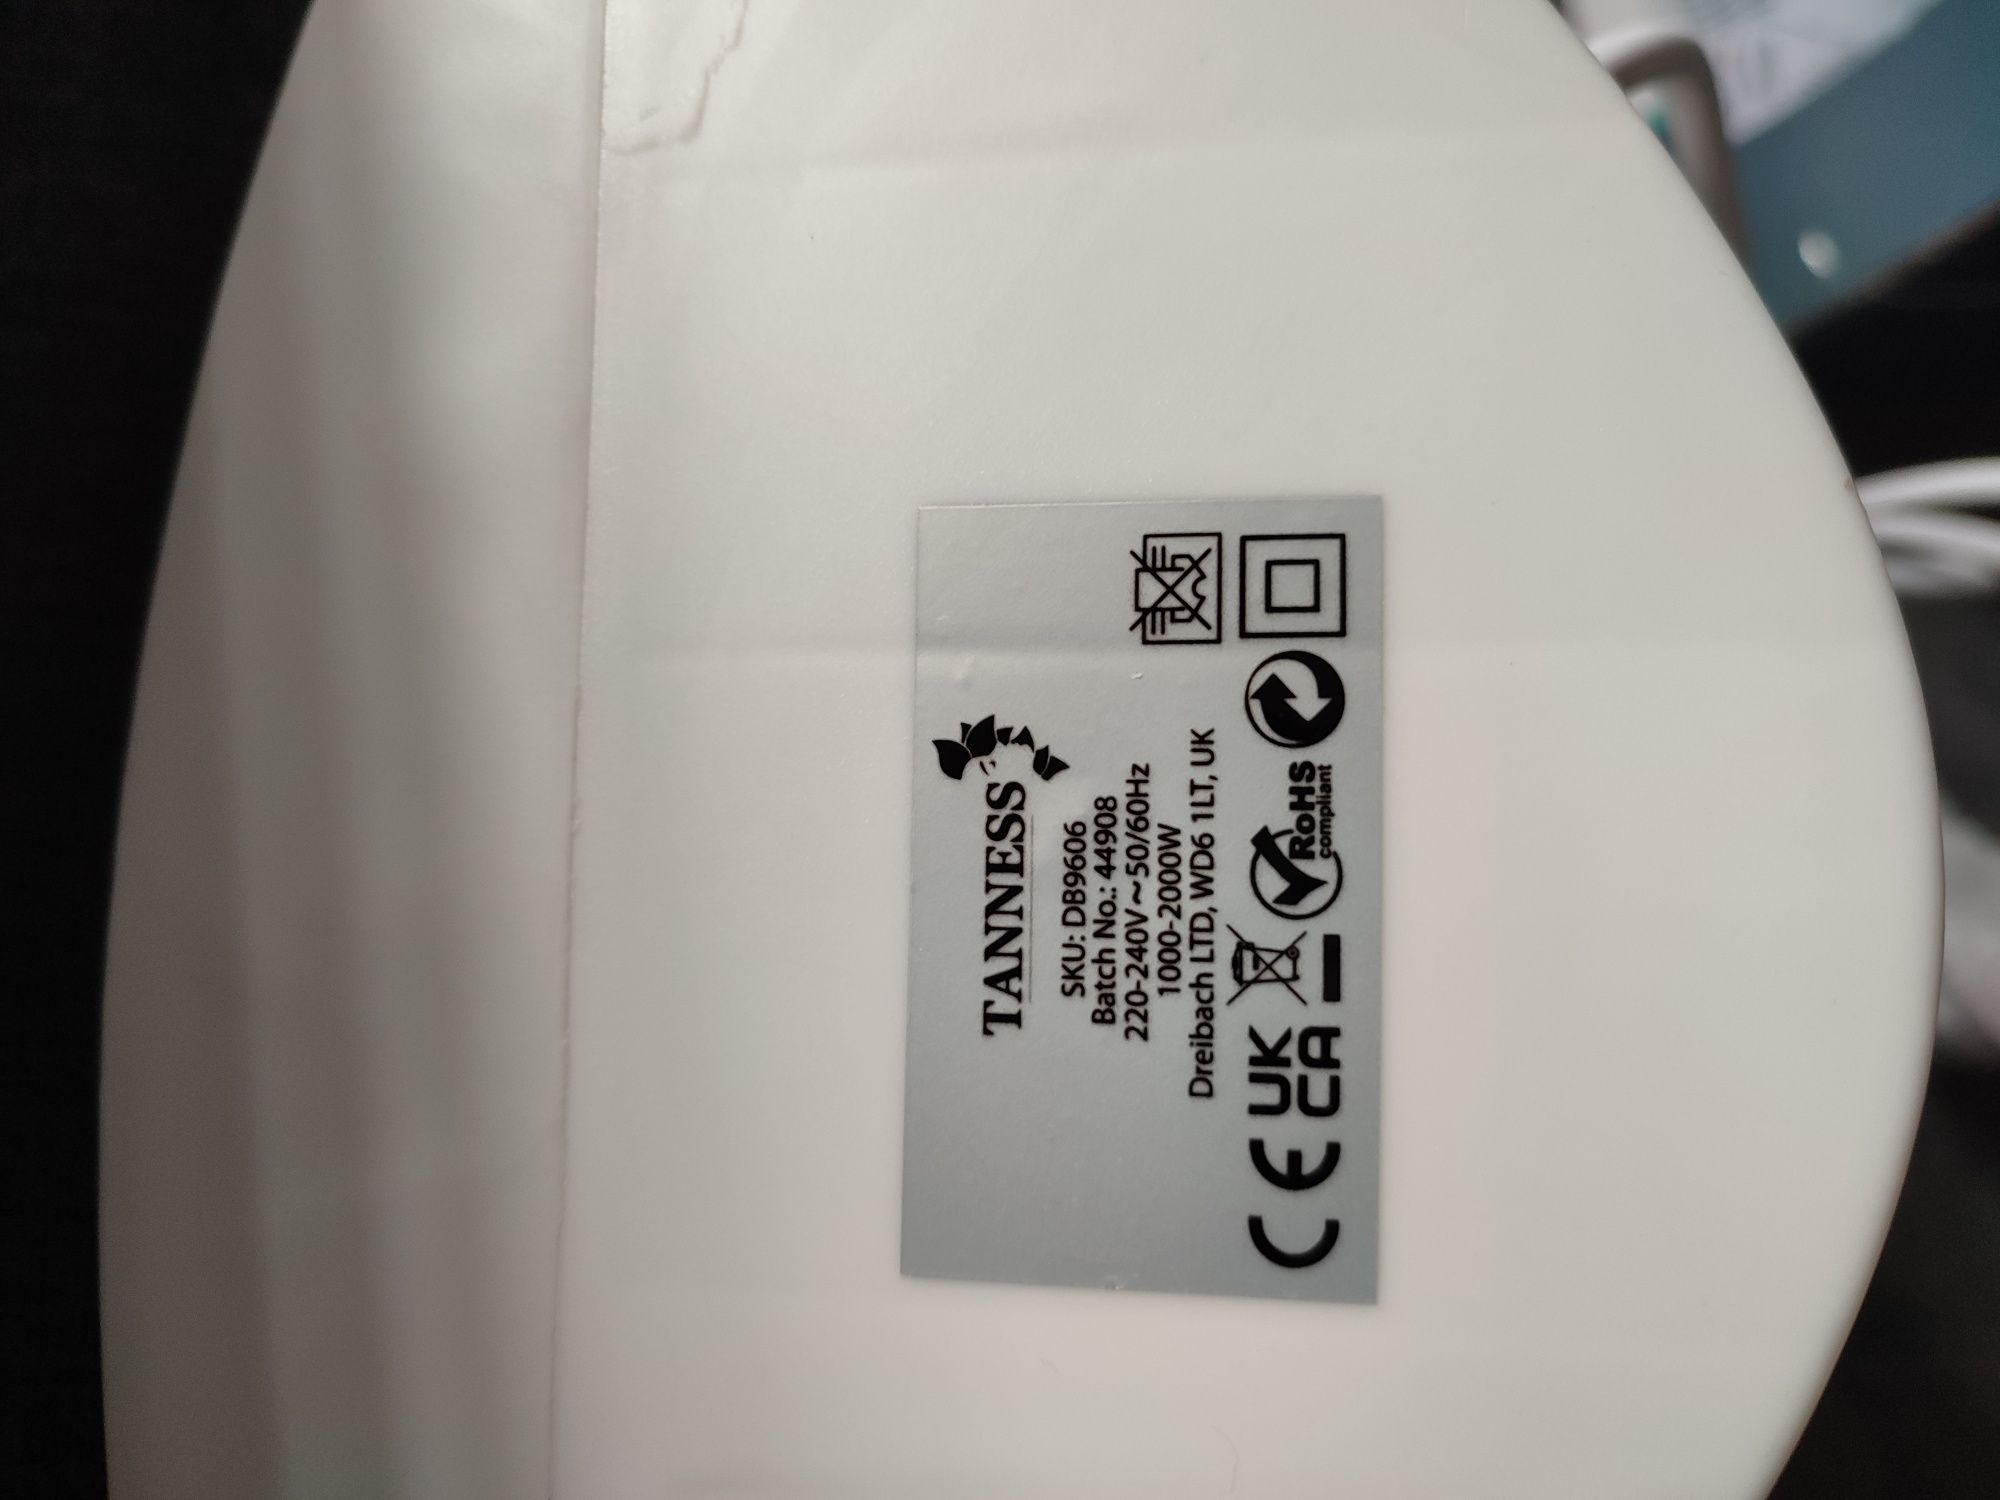 TANNESS
SKU: DB9606
Batch No.: 44908
220-240V~50/60Hz
1000-2000W
Dreibach LTD, WD6 1LT, UK
CE UK CA RoHS compliant